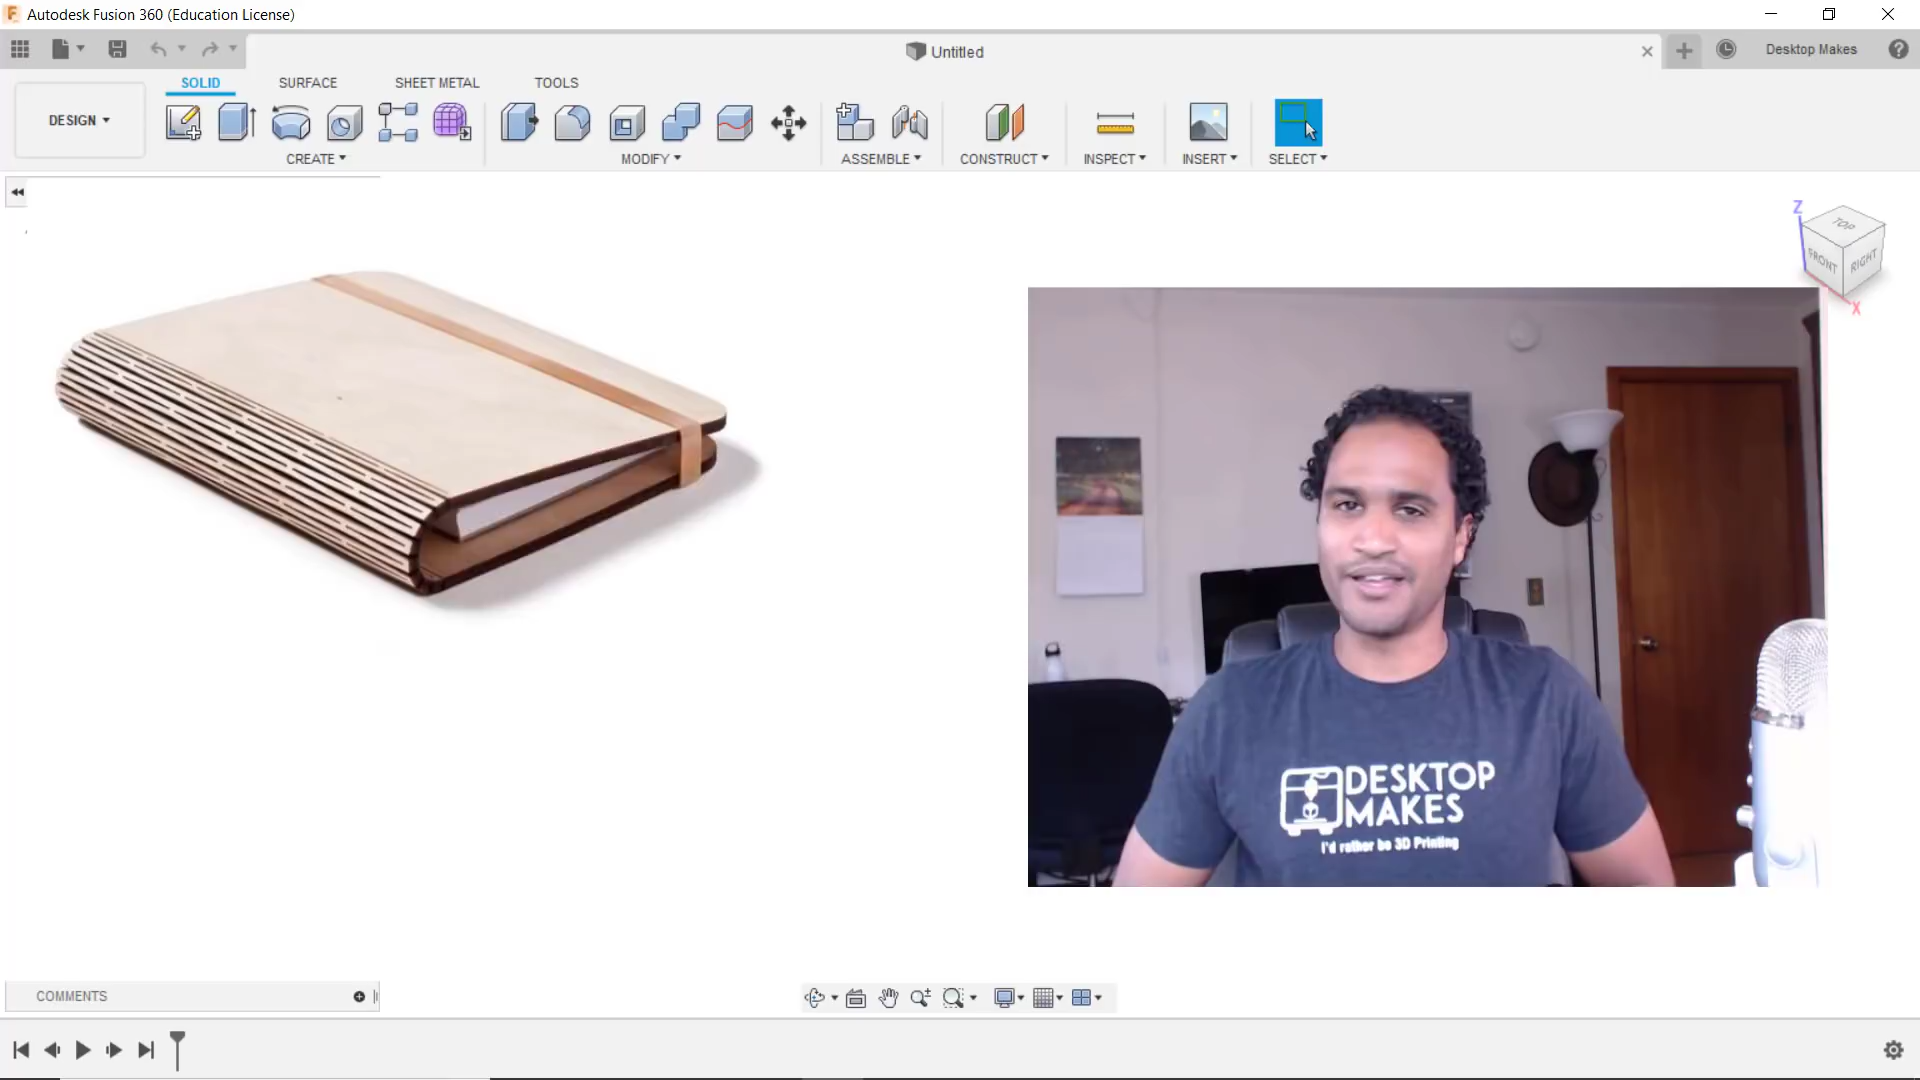 Autodesk Fusion 360 (Education License)
Untitled
Desktop Makes
SOLID
SURFACE
SHEET METAL
TOOLS
DESIGN
CREATE
MODIFY
ASSEMBLE
CONSTRUCT
INSPECT
INSERT
SELECT
Z
TOP
FRONT
RIGHT
X
DESKTOP
MAKES
I'd rather be 3D Printing
COMMENTS